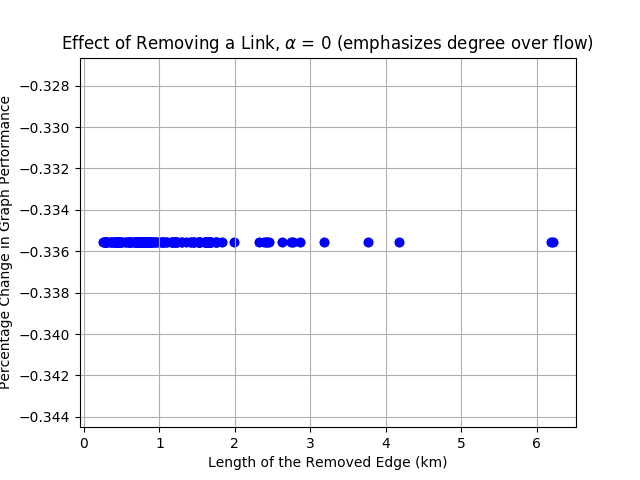 Effect of Removing a Link, α = 0 (emphasizes degree over flow)
Percentage Change in Graph Performance
−0.328
−0.330
−0.332
−0.334
−0.336
−0.338
−0.340
−0.342
−0.344
0 1 2 3 4 5 6
Length of the Removed Edge (km)